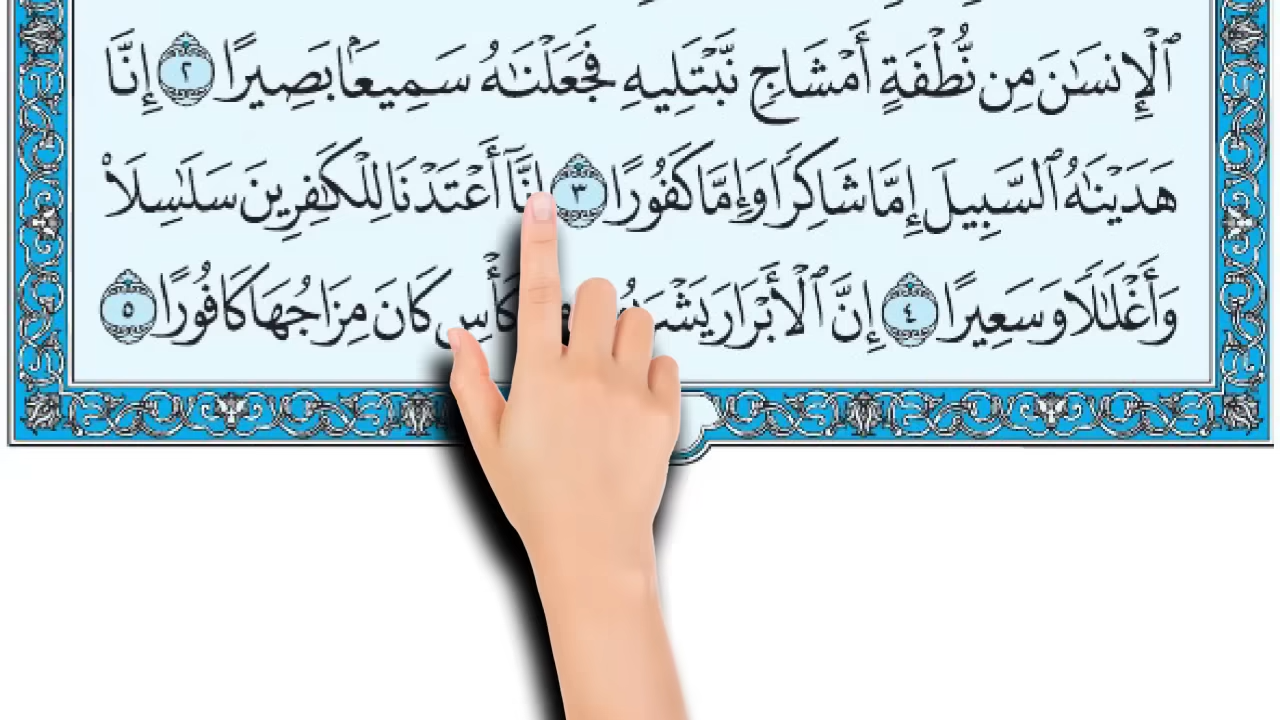 ٱلْإِنسَٰنَ مِن نُّطْفَةٍ أَمْشَاجٍ نَّبْتَلِيهِ فَجَعَلْنَٰهُ سَمِيعَۢا بَصِيرًا ٢ إِنَّا
هَدَيْنَٰهُ ٱلسَّبِيلَ إِمَّا شَاكِرًا وَإِمَّا كَفُورًا ٣ إِنَّآ أَعْتَدْنَا لِلْكَٰفِرِينَ سَلَٰسِلَا۟
وَأَغْلَٰلًا وَسَعِيرًا ٤ إِنَّ ٱلْأَبْرَارَ كَأْسٍ كَانَ مِزَاجُهَا كَافُورًا ٥